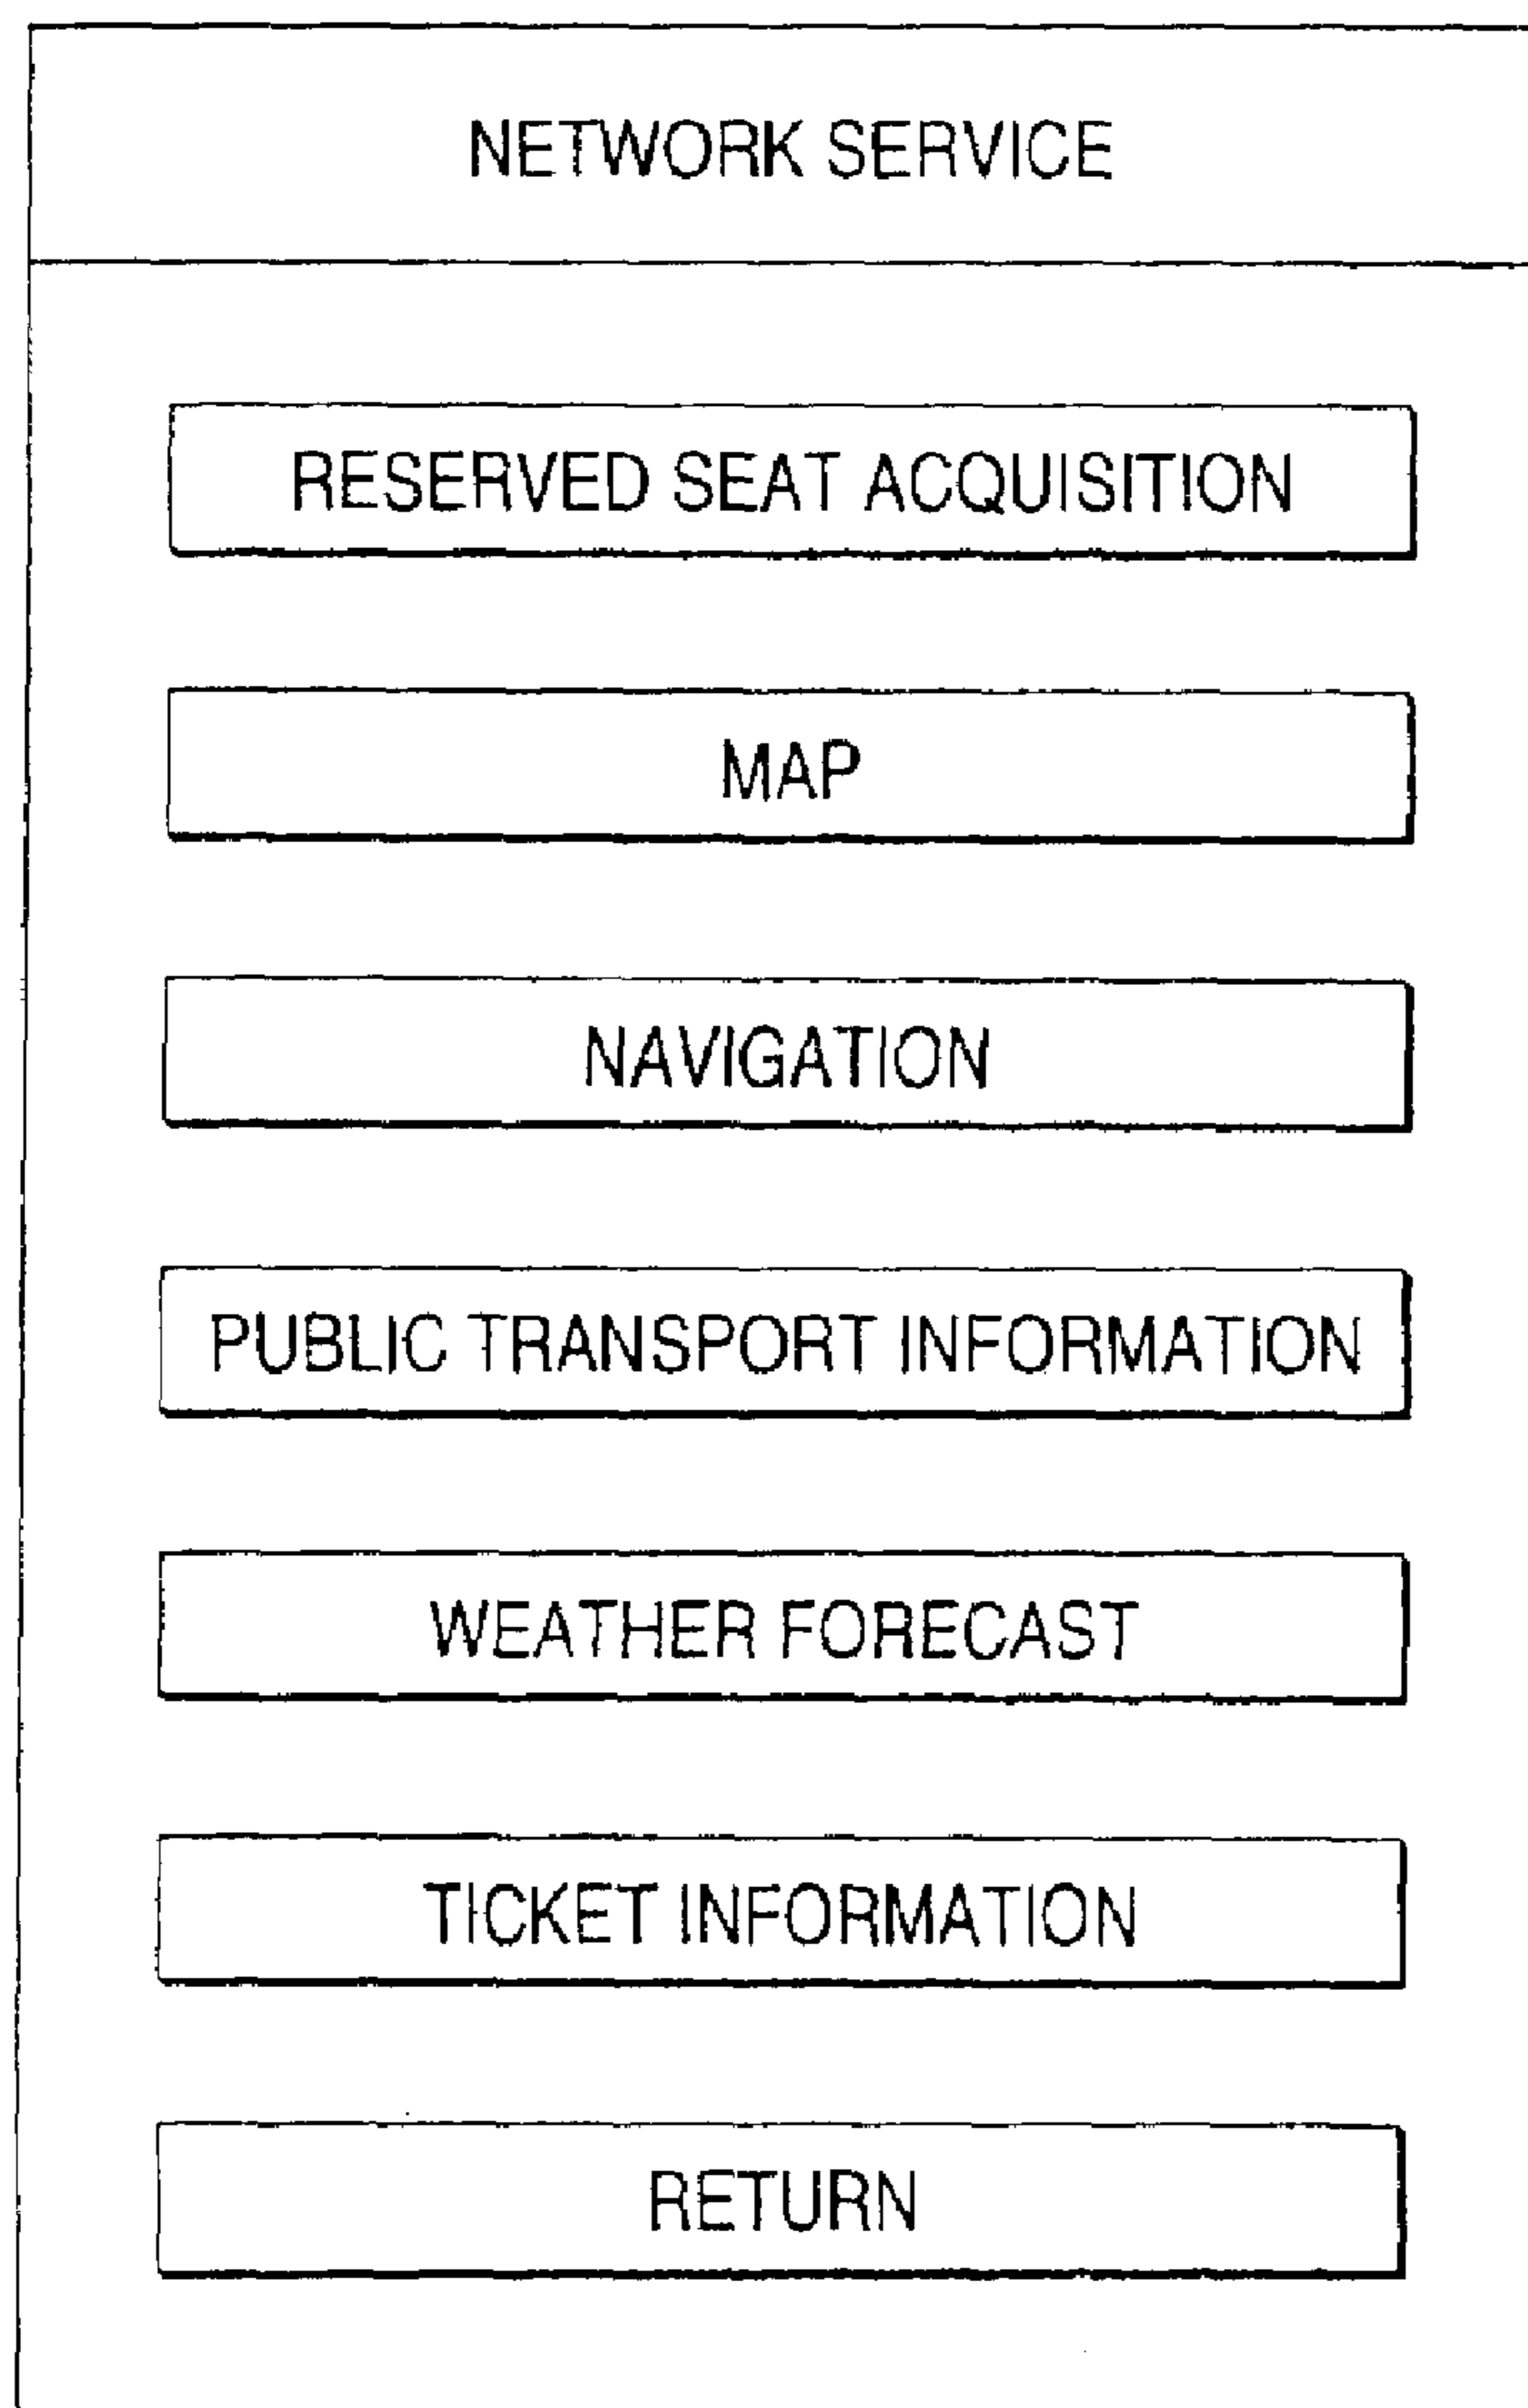 NETWORK SERVICE
RESERVED SEAT ACQUISITION
MAP
NAVIGATION
PUBLIC TRANSPORT INFORMATION
WEATHER FORECAST
TICKET INFORMATION
RETURN